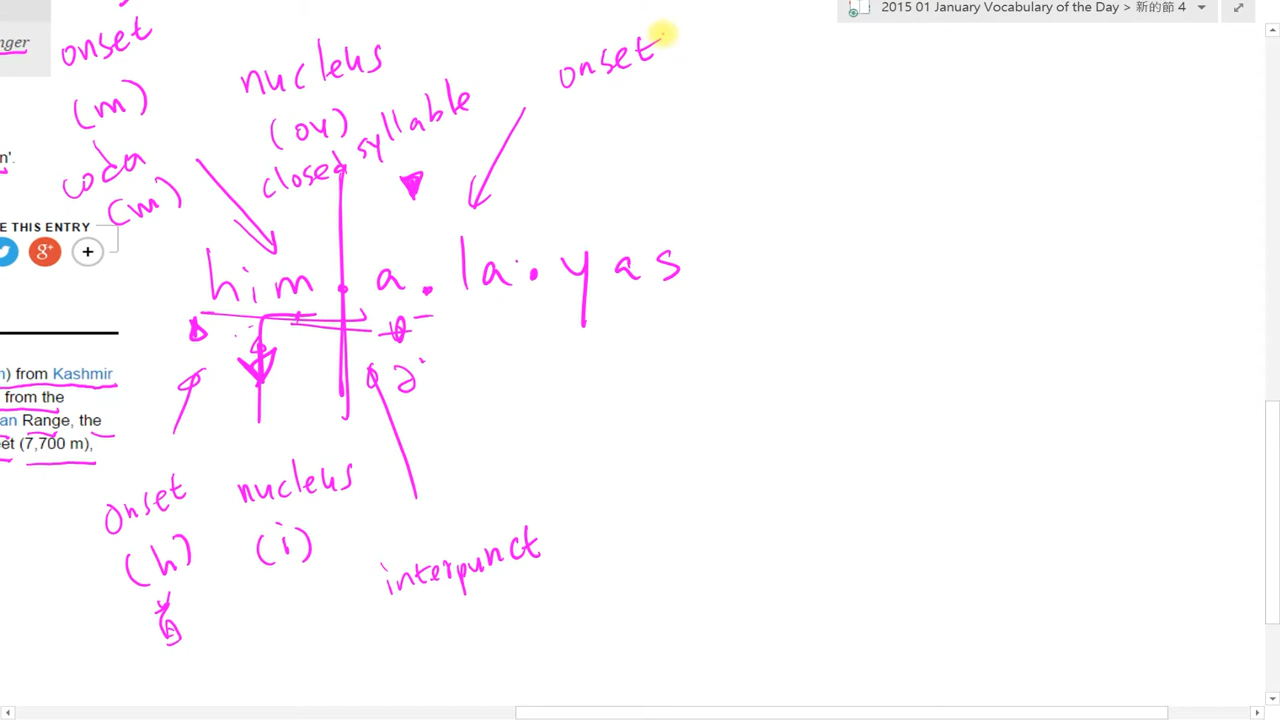 2015 01 January Vocabulary of the Day > 新的節 4
nger
onset
(m)
coda
(m)
nucleus
(ou)
closed syllable
onset
n'.
E THIS ENTRY
g+
+
him.a.la.yas
m) from Kashmir
from the
an Range, the
et (7,700 m),
onset
(h)
nucleus
(i)
interpunct